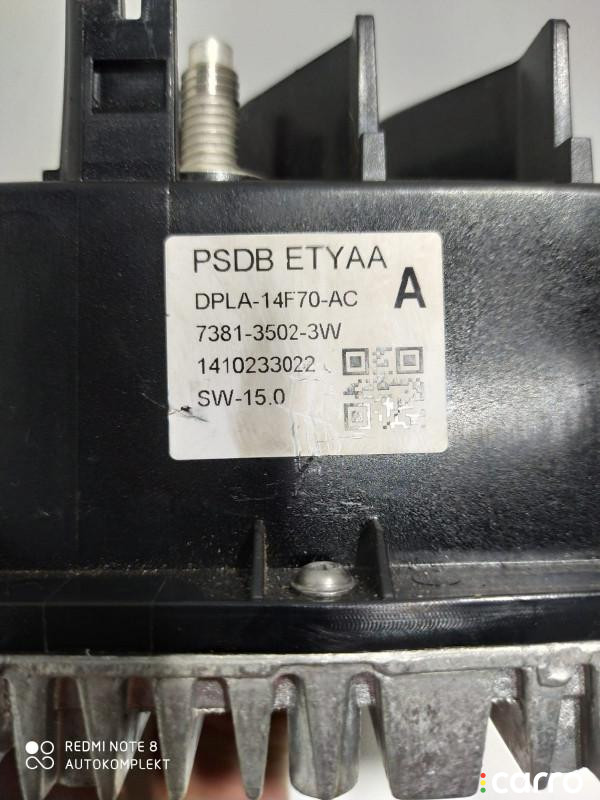 PSDB ETYAA
A
DPLA-14F70-AC
7381-3502-3W
1410233022
SW-15.0
REDMI NOTE 8
AUTOKOMPLEKT
carro